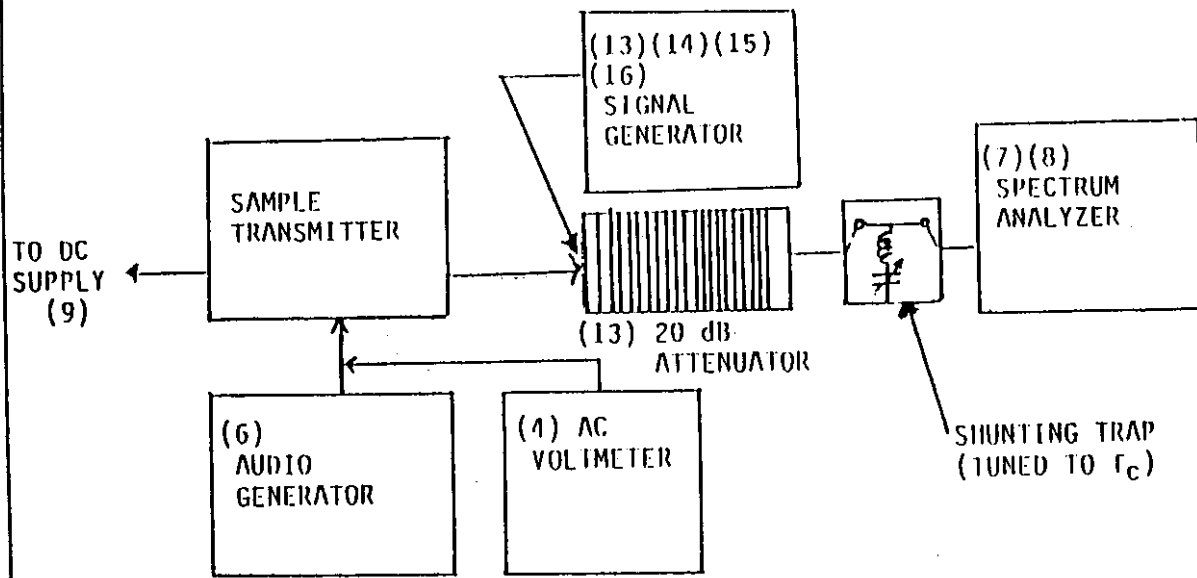 (13)(14)(15)
(16)
SIGNAL
GENERATOR
SAMPLE
TRANSMITTER
(7)(8)
SPECTRUM
ANALYZER
TO DC
SUPPLY
(9)
(13) 20 dB
ATTENUATOR
(6)
AUDIO
GENERATOR
(4) AC
VOLTMETER
SHUNTING TRAP
(TUNED TO fc)